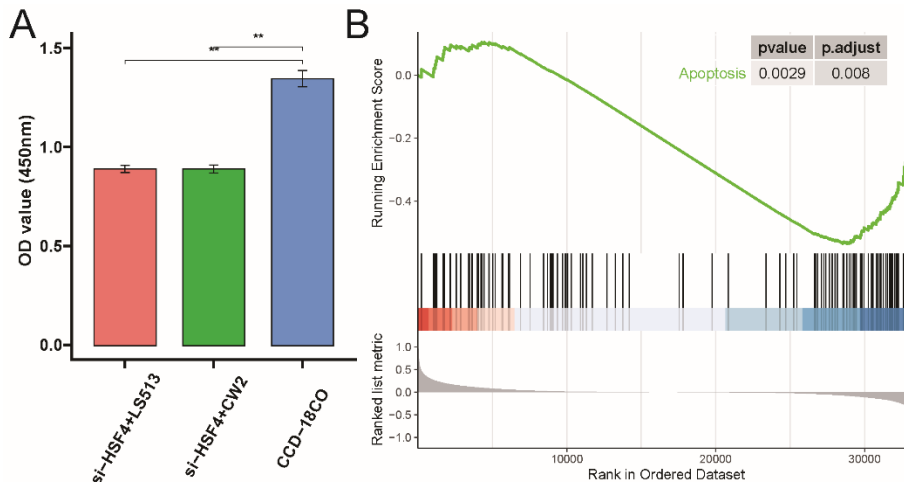 A
OD value (450nm)
1.5
1.0
0.5
0.0
**
**
si-HSF4+LS513
si-HSF4+CW2
CCD-18CO
B
pvalue p.adjust
Apoptosis 0.0029 0.008
Running Enrichment Score
0.0
-0.2
-0.4
Ranked list metric
1.0
0.5
0.0
-0.5
-1.0
10000 20000 30000
Rank in Ordered Dataset